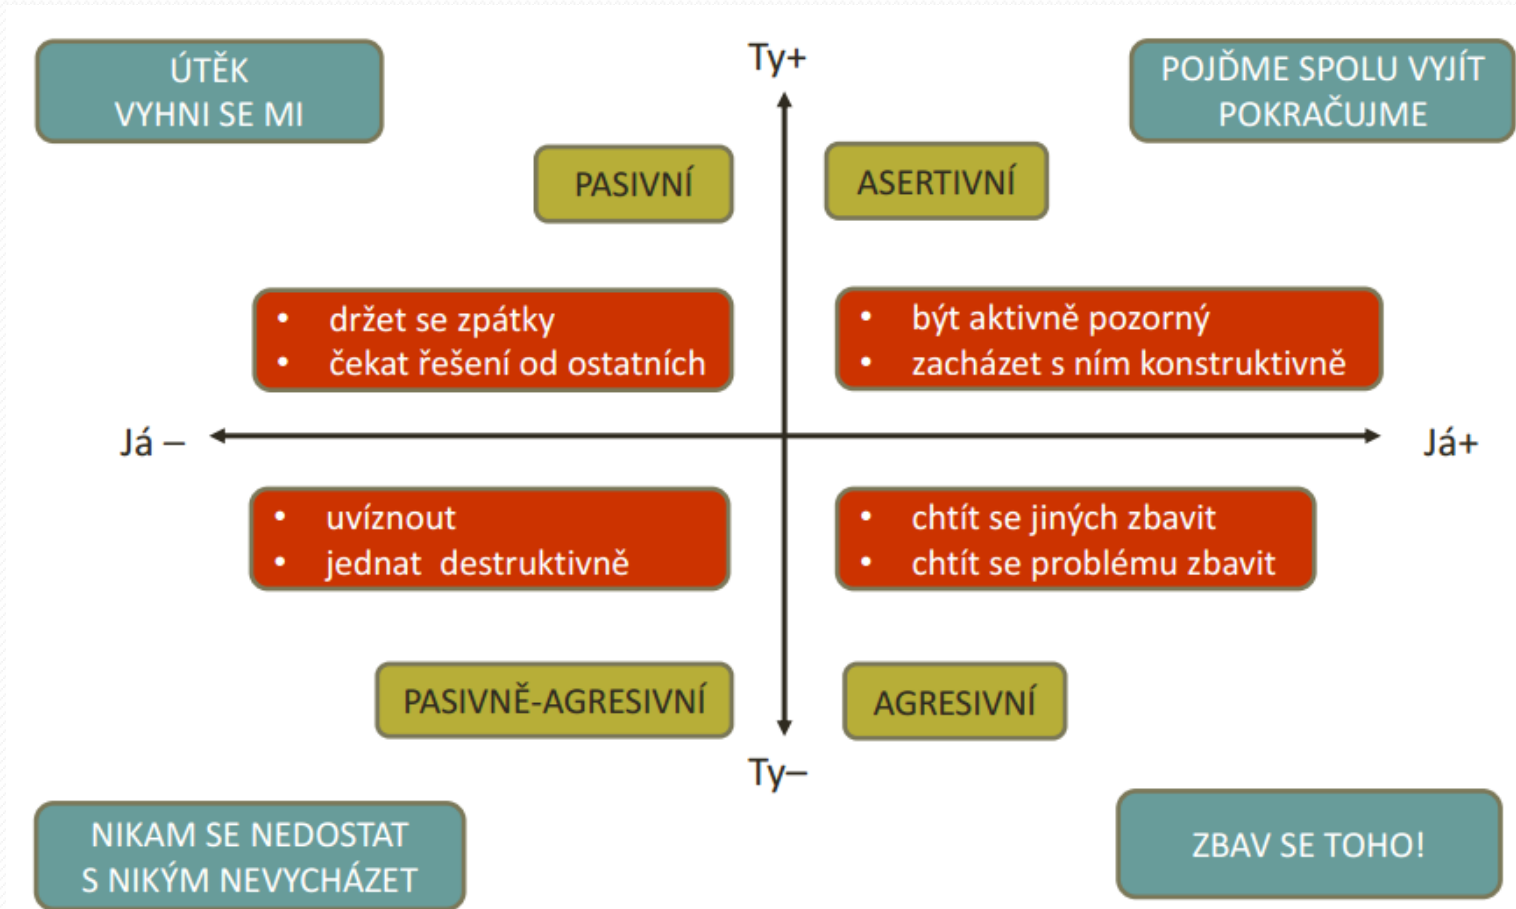 Ty+
ÚTĚK
VYHNI SE MI
POJĎME SPOLU VYJÍT
POKRAČUJME
PASIVNÍ
ASERTIVNÍ
• držet se zpátky
• čekat řešení od ostatních
• být aktivně pozorný
• zacházet s ním konstruktivně
Já –
Já+
• uvíznout
• jednat destruktivně
• chtít se jiných zbavit
• chtít se problému zbavit
PASIVNĚ-AGRESIVNÍ
AGRESIVNÍ
Ty–
NIKAM SE NEDOSTAT
S NIKÝM NEVYCHÁZET
ZBAV SE TOHO!